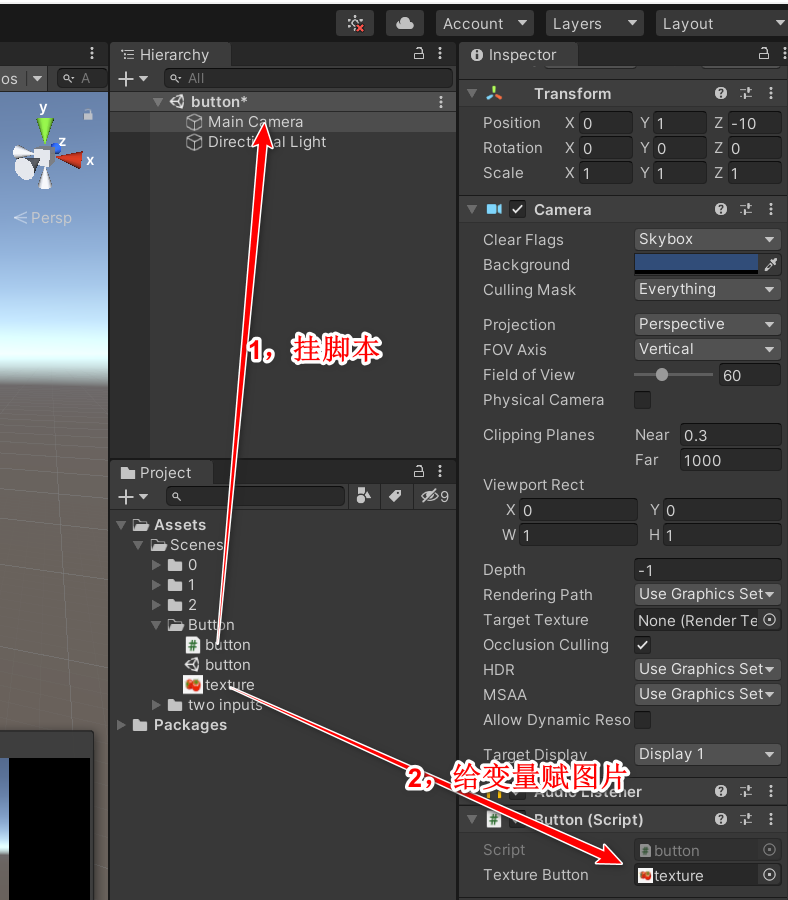 Account
Layers
Layout
os
A
Hierarchy
All
button*
Main Camera
Directional Light
y
z
x
Persp
1，挂脚本
Project
9
Assets
Scenes
0
1
2
Button
button
button
texture
two inputs
Packages
Inspector
Transform
Position X 0 Y 1 Z -10
Rotation X 0 Y 0 Z 0
Scale X 1 Y 1 Z 1
Camera
Clear Flags Skybox
Background
Culling Mask Everything
Projection Perspective
FOV Axis Vertical
Field of View 60
Physical Camera
Clipping Planes Near 0.3
Far 1000
Viewport Rect
X 0 Y 0
W 1 H 1
Depth -1
Rendering Path Use Graphics Set
Target Texture None (Render Te
Occlusion Culling
HDR Use Graphics Set
MSAA Use Graphics Set
Allow Dynamic Reso
Target Display Display 1
2，给变量赋图片
Audio Listener
Button (Script)
Script button
Texture Button texture